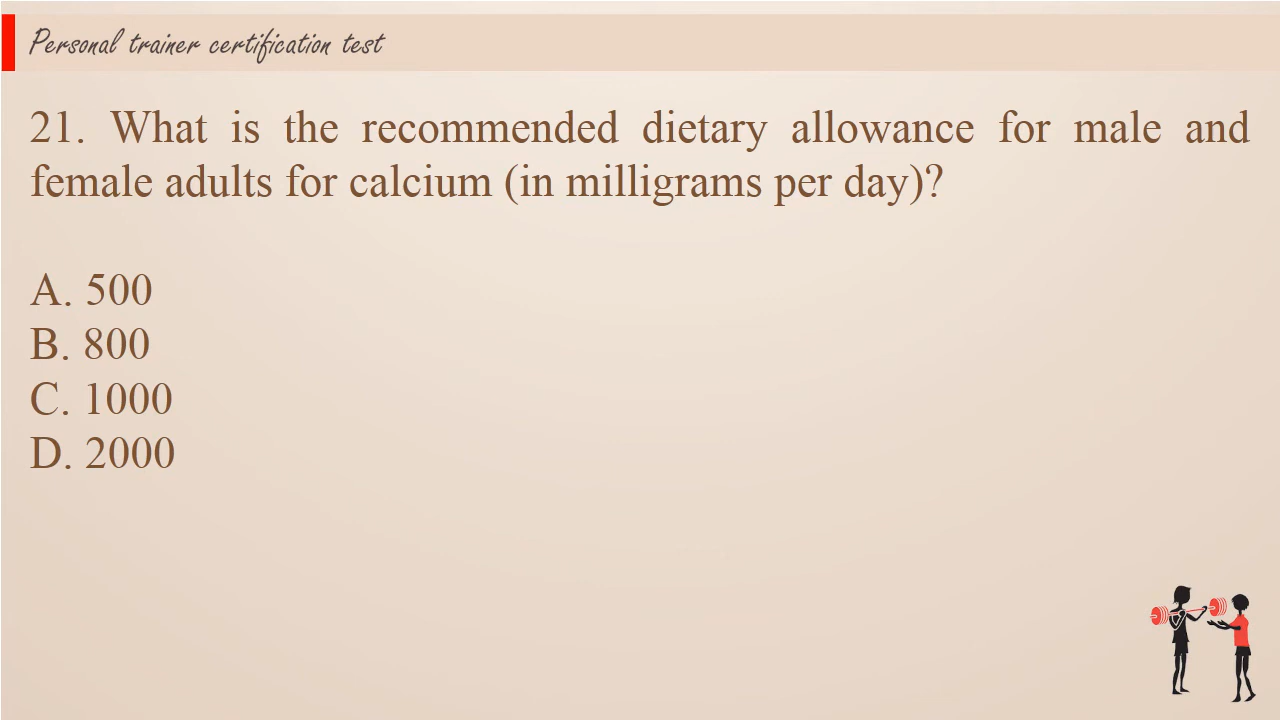 Personal trainer certification test
21. What is the recommended dietary allowance for male and
female adults for calcium (in milligrams per day)?
A. 500
B. 800
C. 1000
D. 2000